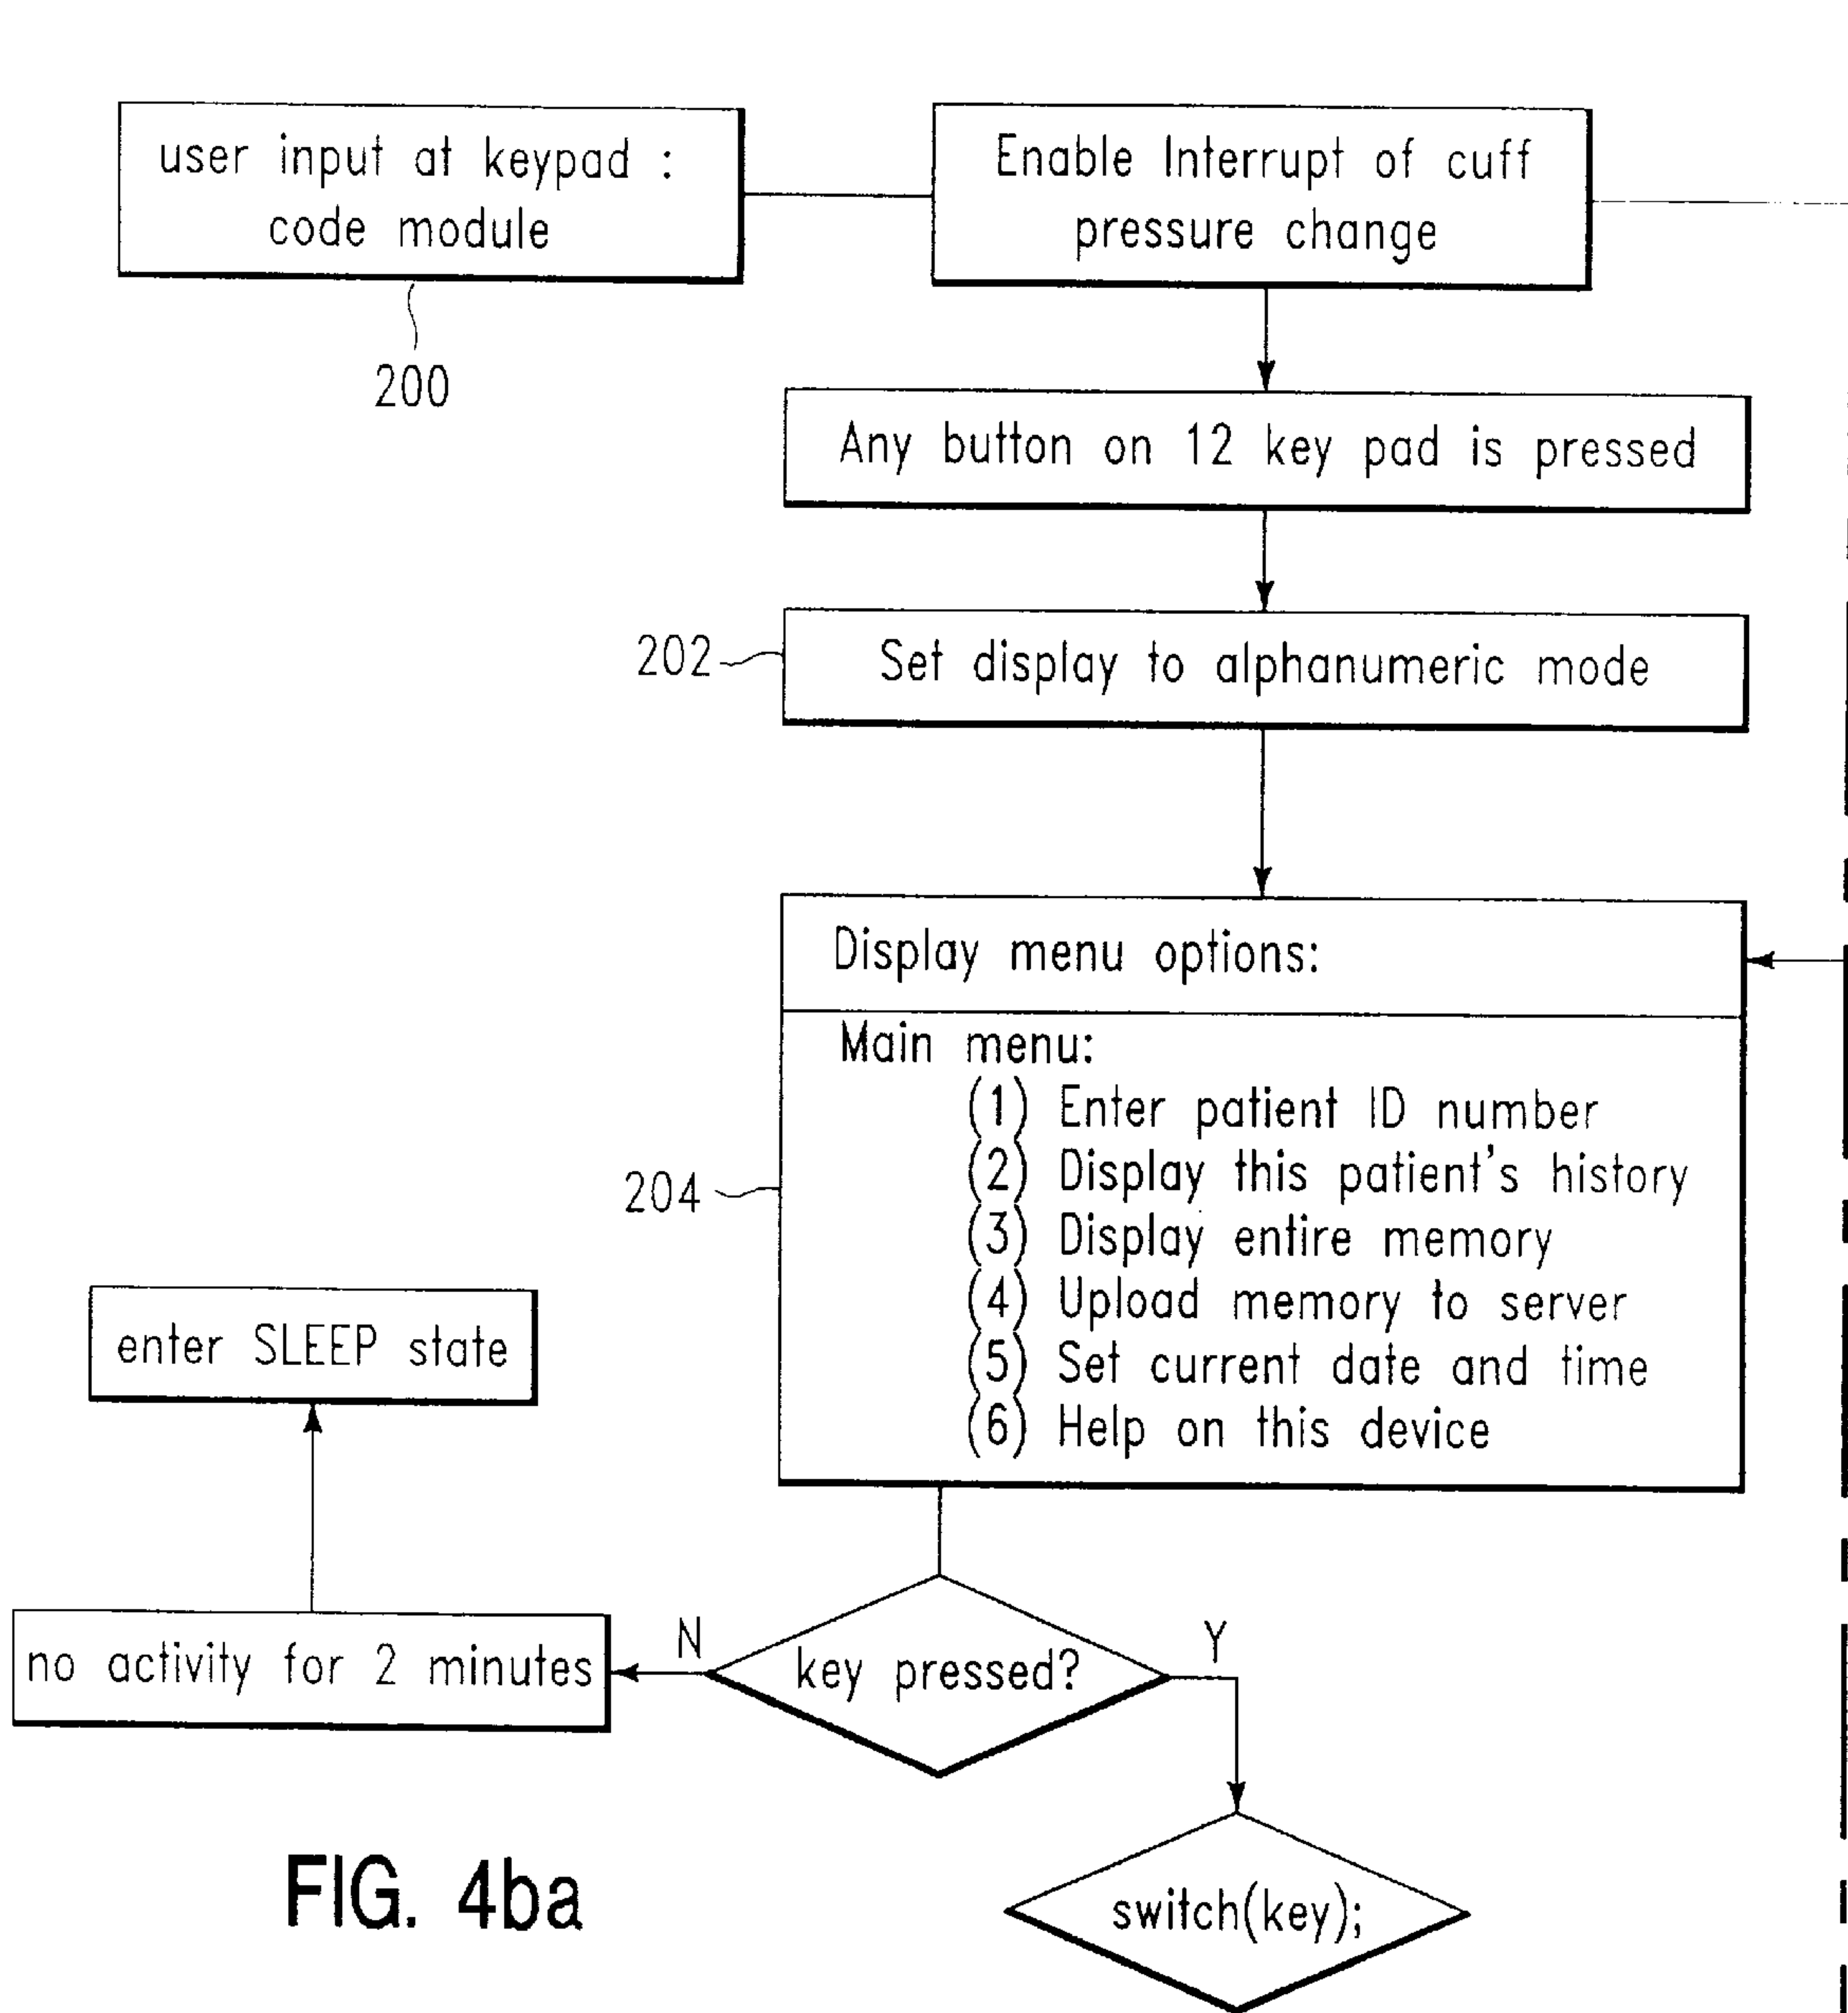 user input at keypad :
code module
200
Enable Interrupt of cuff
pressure change
Any button on 12 key pad is pressed
202
Set display to alphanumeric mode
Display menu options:
Main menu:
(1) Enter patient ID number
(2) Display this patient's history
204
(3) Display entire memory
(4) Upload memory to server
(5) Set current date and time
(6) Help on this device
enter SLEEP state
no activity for 2 minutes
N
key pressed?
Y
switch(key);
FIG. 4ba